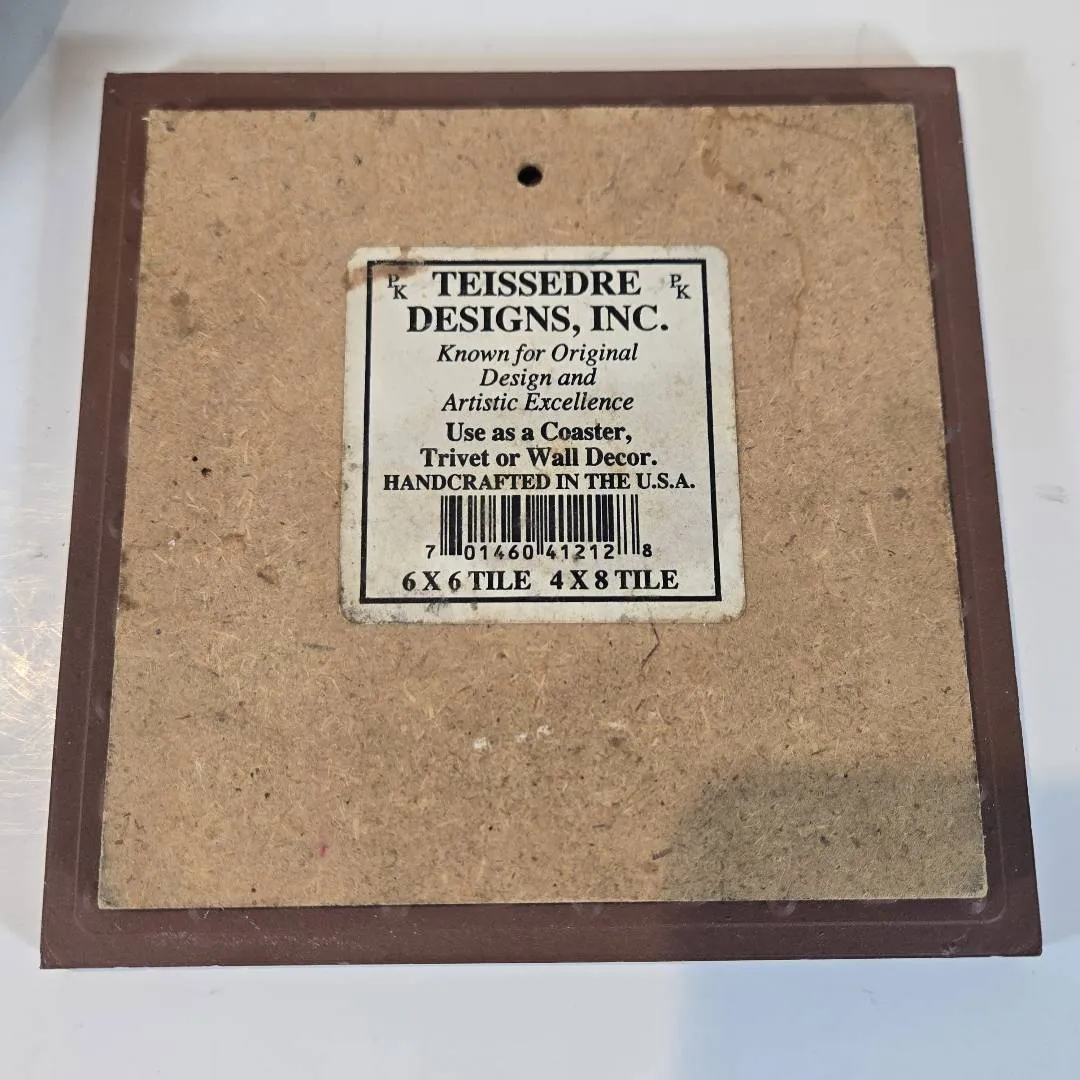 PK TEISSEDRE PK
DESIGNS, INC.
Known for Original
Design and
Artistic Excellence
Use as a Coaster,
Trivet or Wall Decor.
HANDCRAFTED IN THE U.S.A.
7 01460 41212 8
6 X 6 TILE 4 X 8 TILE